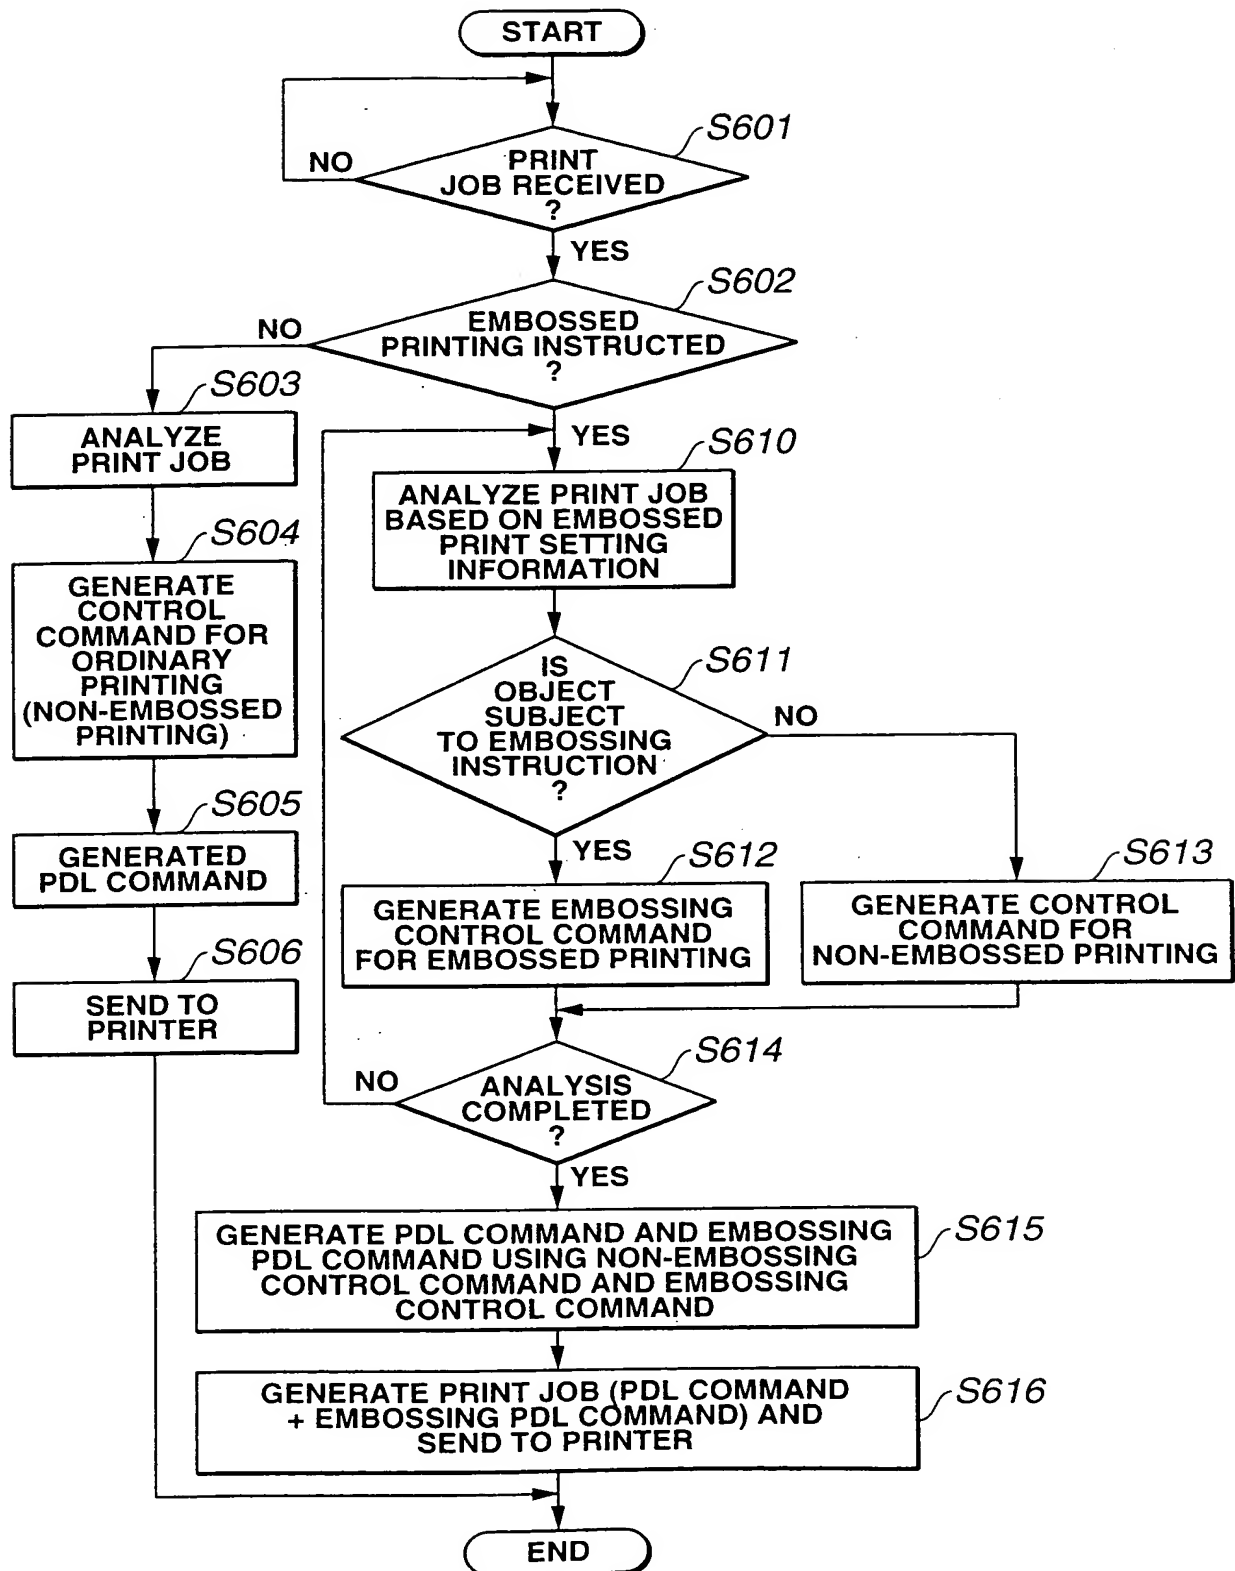 START
S601
NO
PRINT
JOB RECEIVED
?
YES
S602
NO
EMBOSSED
PRINTING INSTRUCTED
?
S603
ANALYZE
PRINT JOB
YES
S610
ANALYZE PRINT JOB
BASED ON EMBOSSED
PRINT SETTING
INFORMATION
S604
GENERATE
CONTROL
COMMAND FOR
ORDINARY
PRINTING
(NON-EMBOSSED
PRINTING)
S611
IS
OBJECT
SUBJECT
TO EMBOSSING
INSTRUCTION
?
NO
S605
GENERATED
PDL COMMAND
YES
S612
GENERATE EMBOSSING
CONTROL COMMAND
FOR EMBOSSED PRINTING
S613
GENERATE CONTROL
COMMAND FOR
NON-EMBOSSED PRINTING
S606
SEND TO
PRINTER
S614
NO
ANALYSIS
COMPLETED
?
YES
S615
GENERATE PDL COMMAND AND EMBOSSING
PDL COMMAND USING NON-EMBOSSING
CONTROL COMMAND AND EMBOSSING
CONTROL COMMAND
S616
GENERATE PRINT JOB (PDL COMMAND
+ EMBOSSING PDL COMMAND) AND
SEND TO PRINTER
END